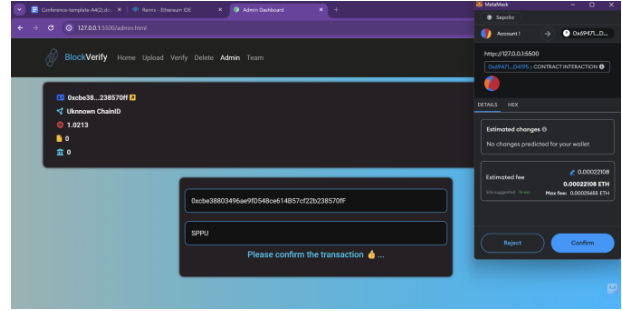 Conference-template-A4(2).d
Remix - Ethereum IDE
Admin Dashboard
127.0.0.1:5500/admin.html
BlockVerify Home Upload Verify Delete Admin Team
0xcbe38...238570ff
Uknnown ChainID
1.0213
0
0
0xcbe38803496ae9fD548ce614B57cf22b238570fF
SPPU
Please confirm the transaction 👍 ...
MetaMask
Sepolia
Account 1
http://127.0.0.1:5500
CONTRACT INTERACTION
DETAILS HEX
Estimated changes
No changes predicted for your wallet
0.00022108
Estimated fee 0.00022108 ETH
Max fee:
Reject Confirm